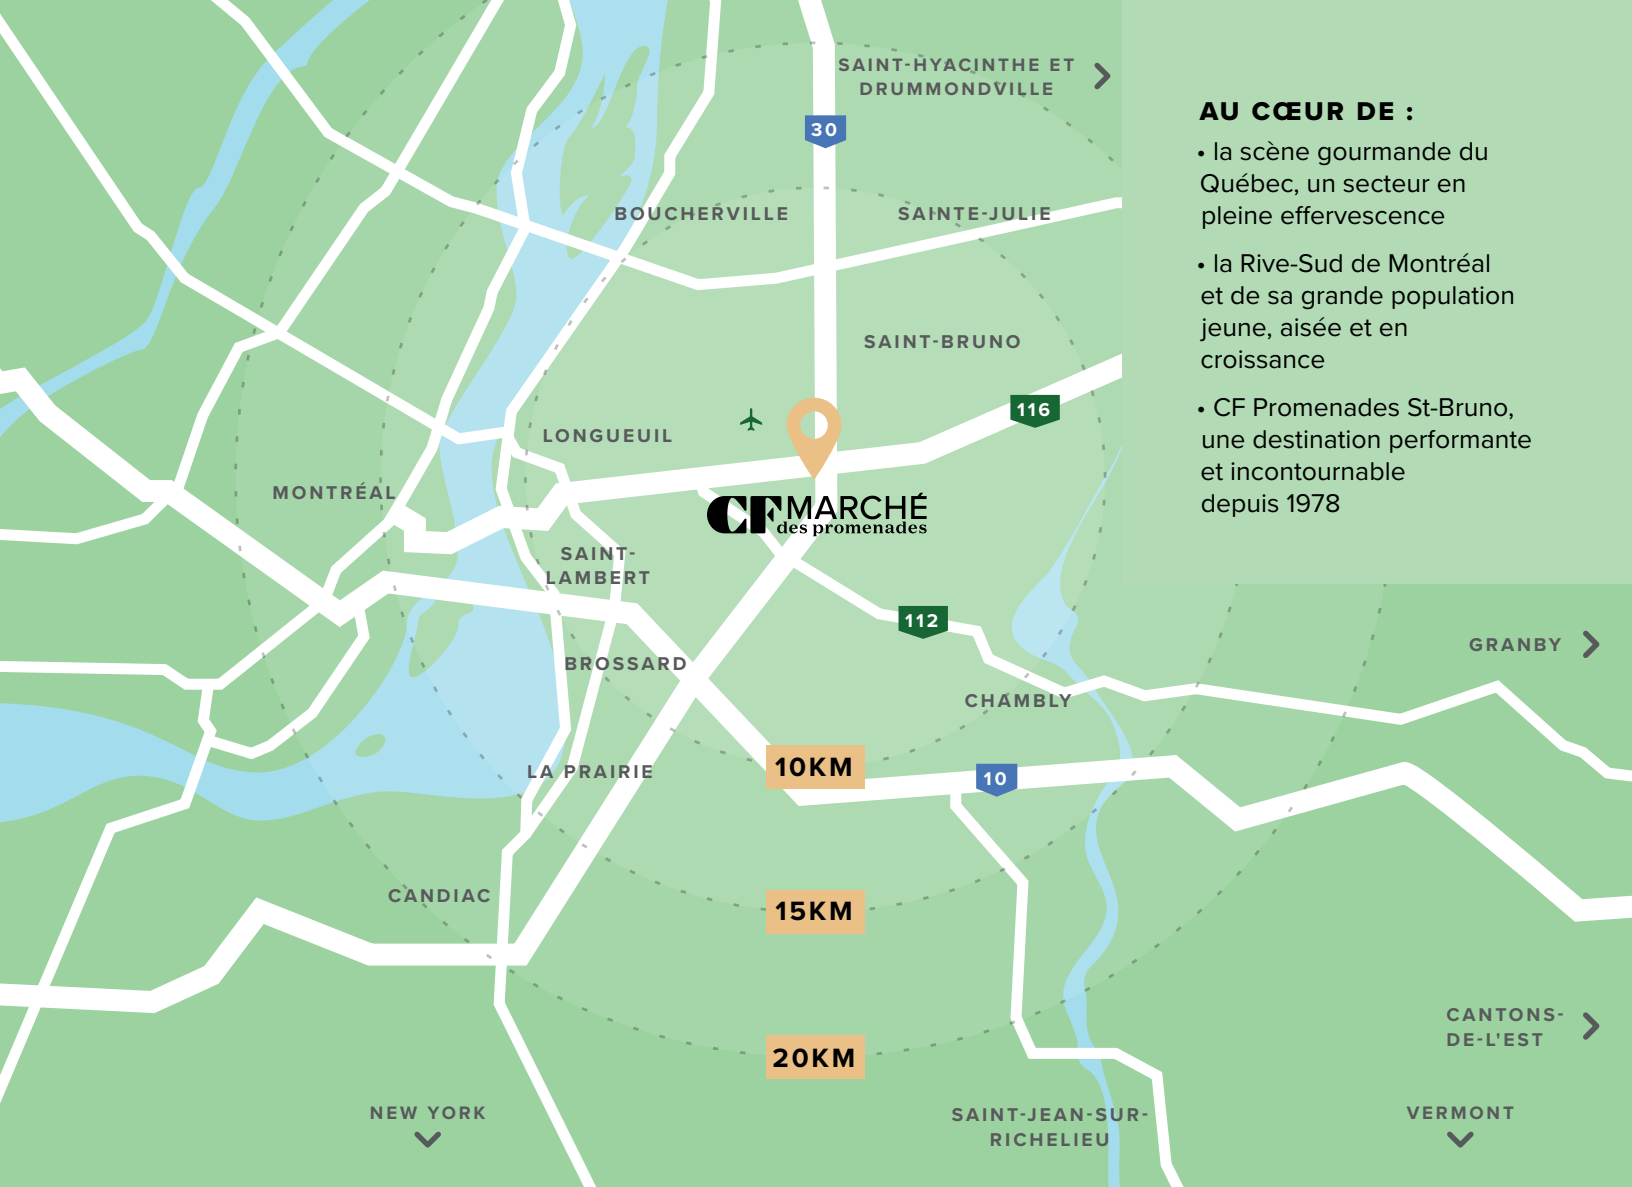 SAINT-HYACINTHE ET
DRUMMONDVILLE
30
BOUCHERVILLE
SAINTE-JULIE
SAINT-BRUNO
116
LONGUEUIL
MONTRÉAL
CF MARCHÉ
des promenades
SAINT-
LAMBERT
112
BROSSARD
CHAMBLY
GRANBY
LA PRAIRIE
10KM
10
CANDIAC
15KM
20KM
CANTONS-
DE-L'EST
NEW YORK
SAINT-JEAN-SUR-
RICHELIEU
VERMONT
AU CŒUR DE :
• la scène gourmande du
Québec, un secteur en
pleine effervescence
• la Rive-Sud de Montréal
et de sa grande population
jeune, aisée et en
croissance
• CF Promenades St-Bruno,
une destination performante
et incontournable
depuis 1978